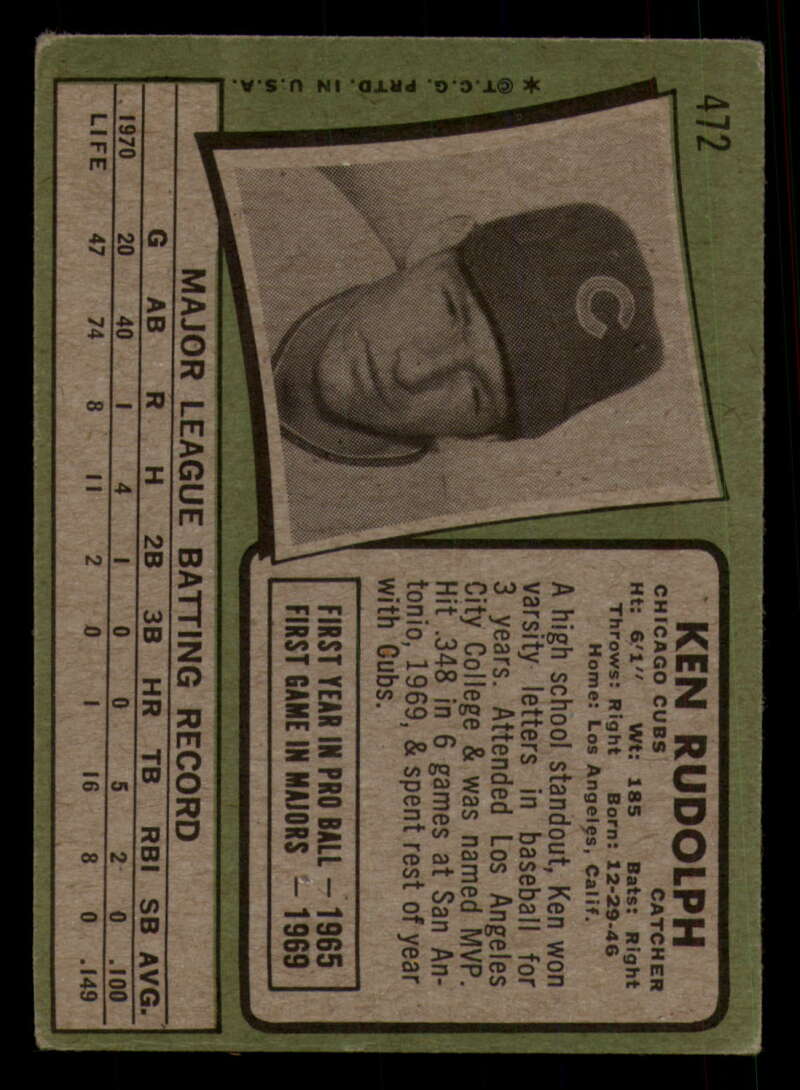 472
KEN RUDOLPH
CHICAGO CUBS CATCHER
Ht: 6'1" Wt: 185 Bats: Right
Throws: Right Born: 12-29-46
Home: Los Angeles, Calif.
A high school standout, Ken won
varsity letters in baseball for
3 years. Attended Los Angeles
City College & was named MVP.
Hit .348 in 6 games at San An-
tonio, 1969, & spent rest of year
with Cubs.
FIRST YEAR IN PRO BALL — 1965
FIRST GAME IN MAJORS — 1969
C
*©T.C.G. PRTD. IN U.S.A.
MAJOR LEAGUE BATTING RECORD
G AB R H 2B 3B HR TB RBI SB AVG.
1970 20 40 1 4 1 0 0 5 2 0 .100
LIFE 47 74 8 11 2 0 1 16 8 0 .149